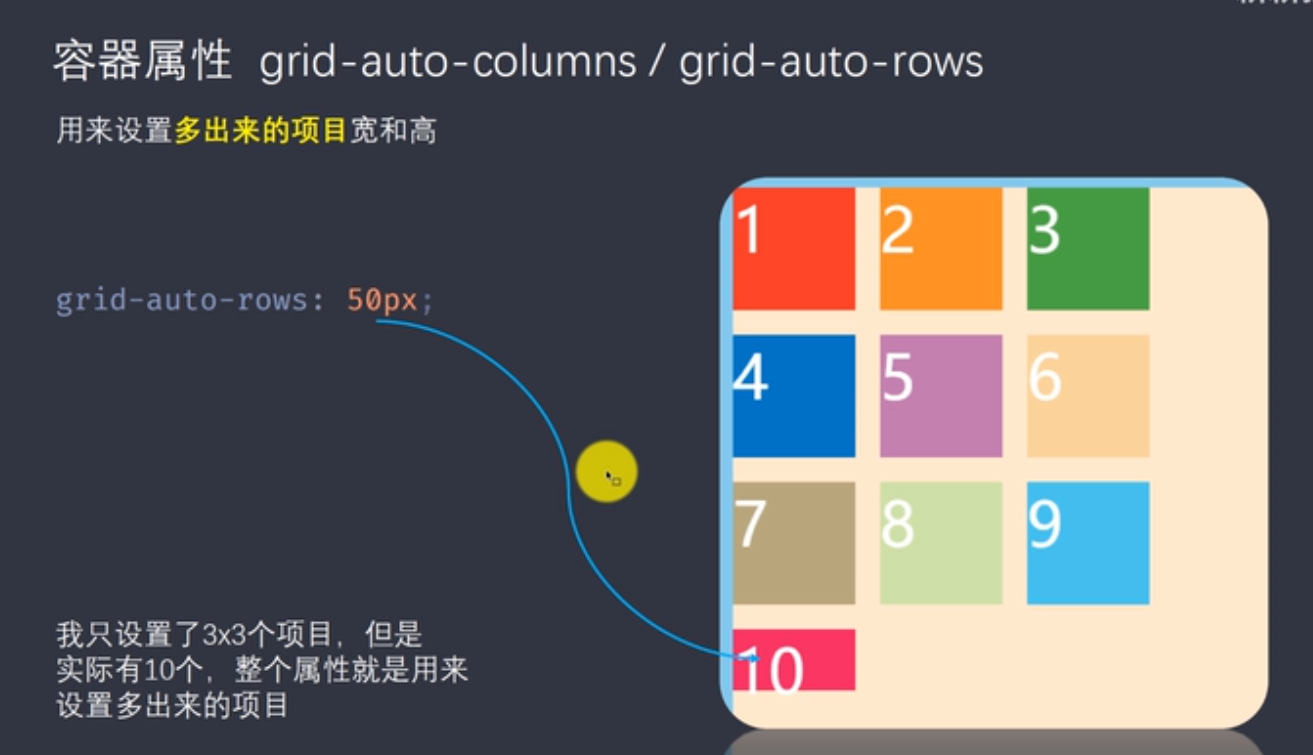 容器属性 grid-auto-columns / grid-auto-rows
用来设置多出来的项目宽和高
grid-auto-rows: 50px;
1 2 3
4 5 6
7 8 9
10
我只设置了3x3个项目，但是
实际有10个，整个属性就是用来
设置多出来的项目